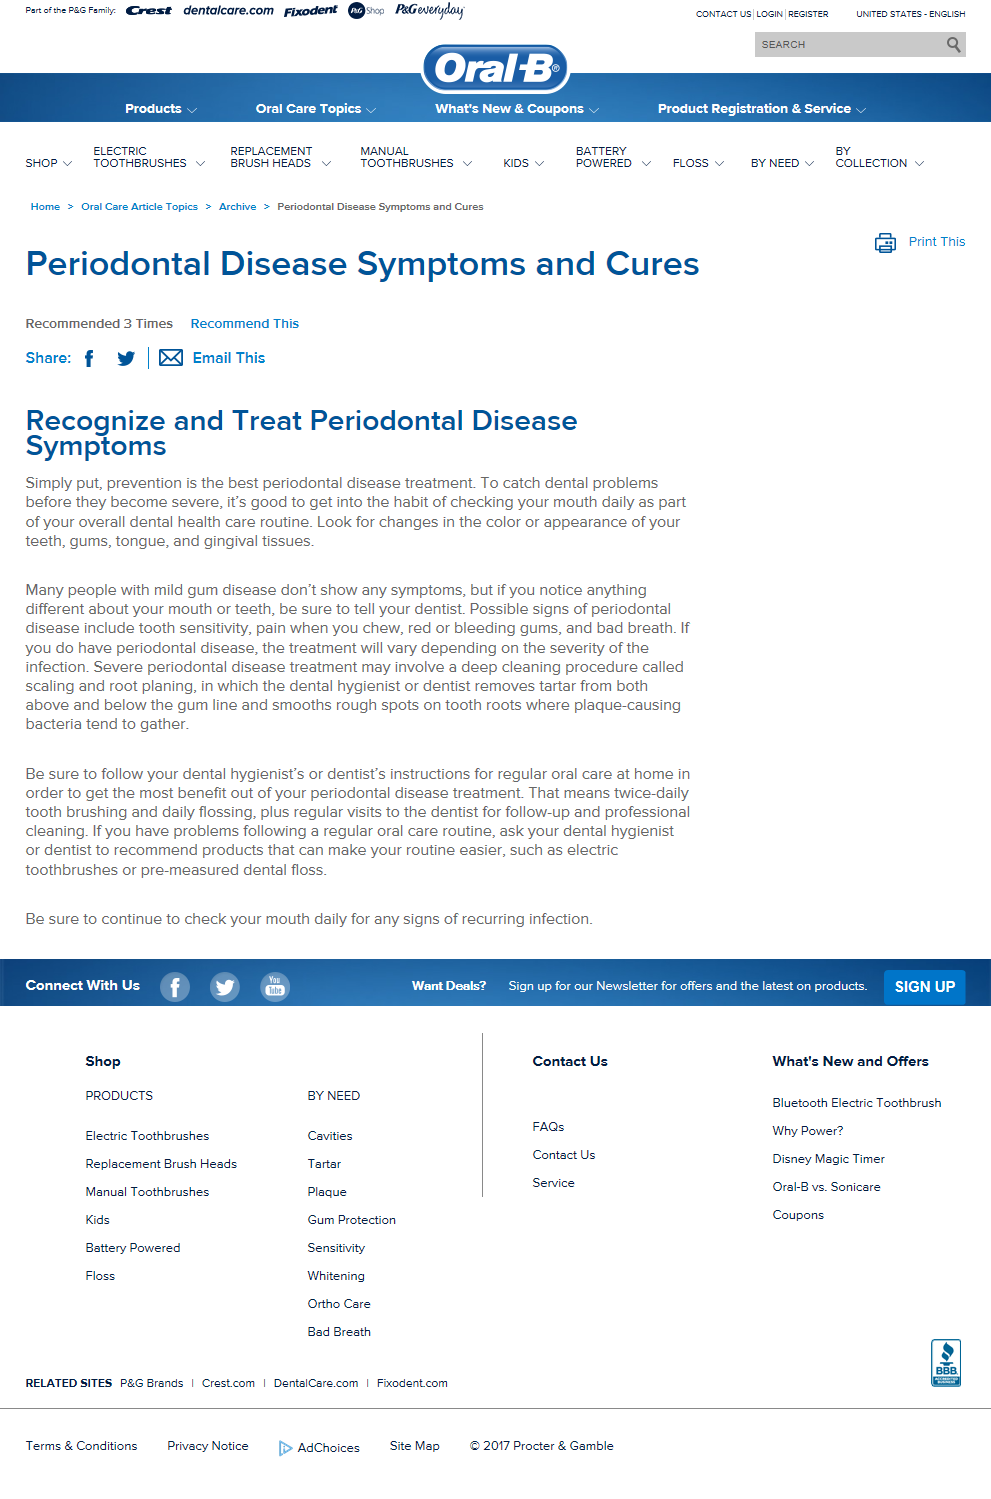 Part of the P&G Family: Crest dentalcare.com Fixodent P&G Shop P&G everyday
CONTACT US LOGIN REGISTER UNITED STATES - ENGLISH
SEARCH
Oral-B®
Products Oral Care Topics What's New & Coupons Product Registration & Service
SHOP ELECTRIC TOOTHBRUSHES REPLACEMENT BRUSH HEADS MANUAL TOOTHBRUSHES KIDS BATTERY POWERED FLOSS BY NEED BY COLLECTION
Home > Oral Care Article Topics > Archive > Periodontal Disease Symptoms and Cures
Print This
Periodontal Disease Symptoms and Cures
Recommended 3 Times Recommend This
Share: Email This
Recognize and Treat Periodontal Disease
Symptoms
Simply put, prevention is the best periodontal disease treatment. To catch dental problems
before they become severe, it's good to get into the habit of checking your mouth daily as part
of your overall dental health care routine. Look for changes in the color or appearance of your
teeth, gums, tongue, and gingival tissues.
Many people with mild gum disease don't show any symptoms, but if you notice anything
different about your mouth or teeth, be sure to tell your dentist. Possible signs of periodontal
disease include tooth sensitivity, pain when you chew, red or bleeding gums, and bad breath. If
you do have periodontal disease, the treatment will vary depending on the severity of the
infection. Severe periodontal disease treatment may involve a deep cleaning procedure called
scaling and root planing, in which the dental hygienist or dentist removes tartar from both
above and below the gum line and smooths rough spots on tooth roots where plaque-causing
bacteria tend to gather.
Be sure to follow your dental hygienist's or dentist's instructions for regular oral care at home in
order to get the most benefit out of your periodontal disease treatment. That means twice-daily
tooth brushing and daily flossing, plus regular visits to the dentist for follow-up and professional
cleaning. If you have problems following a regular oral care routine, ask your dental hygienist
or dentist to recommend products that can make your routine easier, such as electric
toothbrushes or pre-measured dental floss.
Be sure to continue to check your mouth daily for any signs of recurring infection.
Connect With Us You Tube Want Deals? Sign up for our Newsletter for offers and the latest on products. SIGN UP
Shop
PRODUCTS
Electric Toothbrushes
Replacement Brush Heads
Manual Toothbrushes
Kids
Battery Powered
Floss
BY NEED
Cavities
Tartar
Plaque
Gum Protection
Sensitivity
Whitening
Ortho Care
Bad Breath
Contact Us
FAQs
Contact Us
Service
What's New and Offers
Bluetooth Electric Toothbrush
Why Power?
Disney Magic Timer
Oral-B vs. Sonicare
Coupons
BBB
ACCREDITED
BUSINESS
RELATED SITES P&G Brands | Crest.com | DentalCare.com | Fixodent.com
Terms & Conditions Privacy Notice AdChoices Site Map © 2017 Procter & Gamble